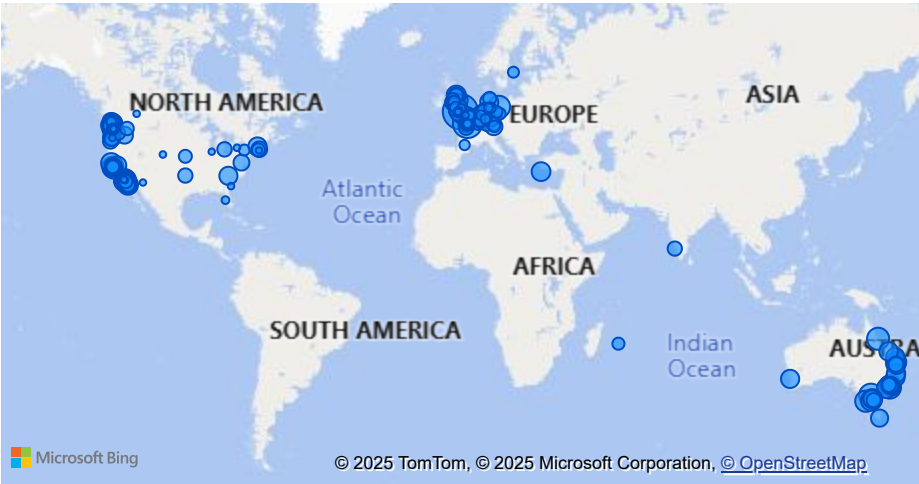 NORTH AMERICA
EUROPE
ASIA
Atlantic
Ocean
AFRICA
SOUTH AMERICA
Indian
Ocean
AUSTRA
Microsoft Bing
© 2025 TomTom, © 2025 Microsoft Corporation, © OpenStreetMap